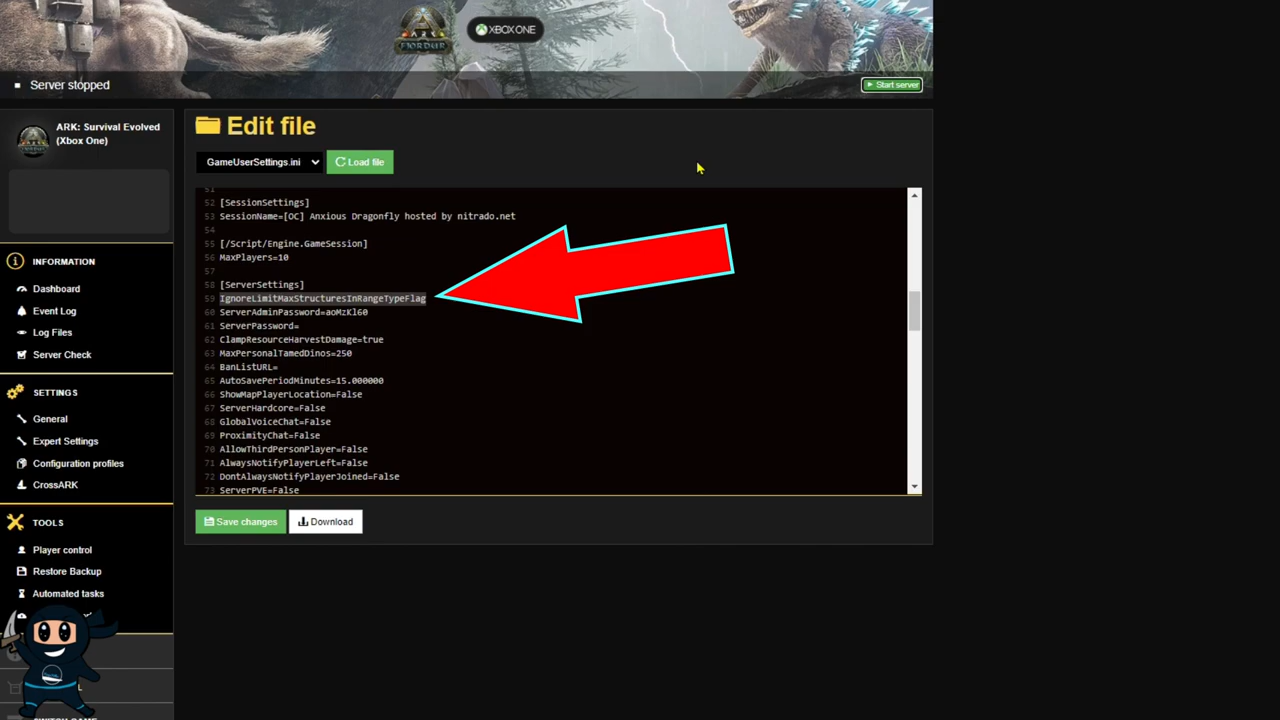 ARK
FJORDUR
XBOX ONE
Server stopped
Start server
ARK: Survival Evolved
(Xbox One)
INFORMATION
Dashboard
Event Log
Log Files
Server Check
SETTINGS
General
Expert Settings
Configuration profiles
CrossARK
TOOLS
Player control
Restore Backup
Automated tasks
Edit file
GameUserSettings.ini
Load file
51
52 [SessionSettings]
53 SessionName=[OC] Anxious Dragonfly hosted by nitrado.net
54
55 [/Script/Engine.GameSession]
56 MaxPlayers=10
57
58 [ServerSettings]
59 IgnoreLimitMaxStructuresInRangeTypeFlag
60 ServerAdminPassword=aoMzKl60
61 ServerPassword=
62 ClampResourceHarvestDamage=true
63 MaxPersonalTamedDinos=250
64 BanListURL=
65 AutoSavePeriodMinutes=15.000000
66 ShowMapPlayerLocation=False
67 ServerHardcore=False
68 GlobalVoiceChat=False
69 ProximityChat=False
70 AllowThirdPersonPlayer=False
71 AlwaysNotifyPlayerLeft=False
72 DontAlwaysNotifyPlayerJoined=False
73 ServerPVE=False
Save changes
Download